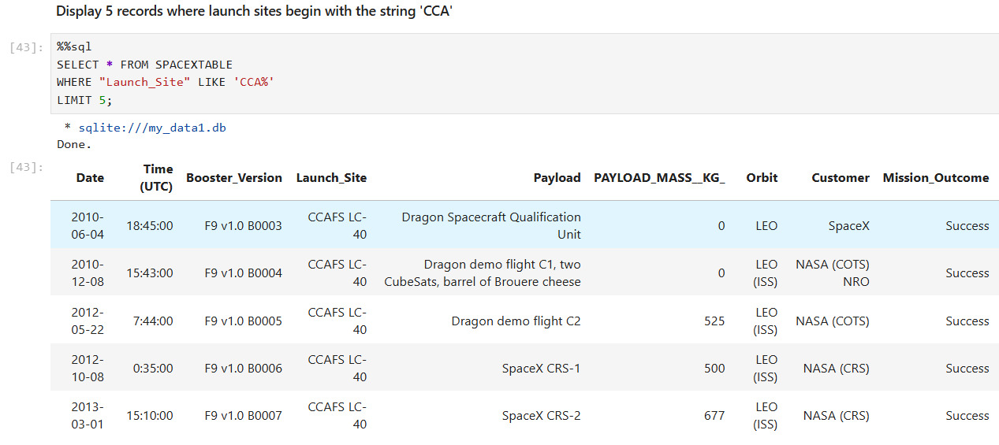 Display 5 records where launch sites begin with the string 'CCA'
[43]:
%%sql
SELECT * FROM SPACEXTABLE
WHERE "Launch_Site" LIKE 'CCA%'
LIMIT 5;
* sqlite:///my_data1.db
Done.
[43]:
Date Time (UTC) Booster_Version Launch_Site Payload PAYLOAD_MASS__KG_ Orbit Customer Mission_Outcome
2010-06-04 18:45:00 F9 v1.0 B0003 CCAFS LC-40 Dragon Spacecraft Qualification Unit 0 LEO SpaceX Success
2010-12-08 15:43:00 F9 v1.0 B0004 CCAFS LC-40 Dragon demo flight C1, two CubeSats, barrel of Brouere cheese 0 LEO (ISS) NASA (COTS) NRO Success
2012-05-22 7:44:00 F9 v1.0 B0005 CCAFS LC-40 Dragon demo flight C2 525 LEO (ISS) NASA (COTS) Success
2012-10-08 0:35:00 F9 v1.0 B0006 CCAFS LC-40 SpaceX CRS-1 500 LEO (ISS) NASA (CRS) Success
2013-03-01 15:10:00 F9 v1.0 B0007 CCAFS LC-40 SpaceX CRS-2 677 LEO (ISS) NASA (CRS) Success